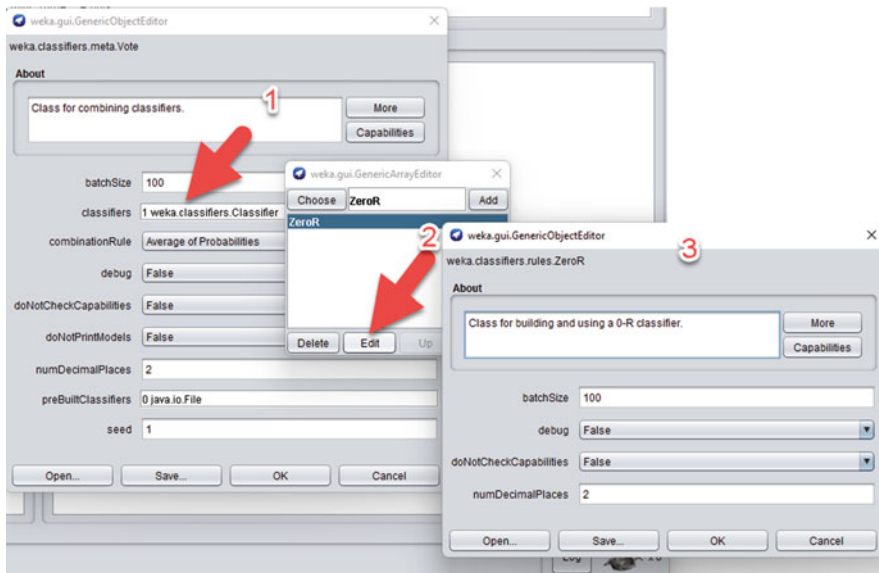 weka.gui.GenericObjectEditor
weka.classifiers.meta.Vote
About
Class for combining classifiers.
1
More
Capabilities
batchSize 100
classifiers 1 weka.classifiers.Classifier
combinationRule Average of Probabilities
debug False
doNotCheckCapabilities False
doNotPrintModels False
numDecimalPlaces 2
preBuiltClassifiers 0 java.io.File
seed 1
Open... Save... OK Cancel
weka.gui.GenericArrayEditor
Choose ZeroR Add
ZeroR
2
Delete Edit Up
weka.gui.GenericObjectEditor
3
weka.classifiers.rules.ZeroR
About
Class for building and using a 0-R classifier.
More
Capabilities
batchSize 100
debug False
doNotCheckCapabilities False
numDecimalPlaces 2
Open... Save... OK Cancel